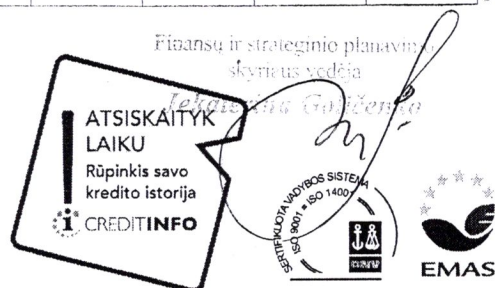 Finansų ir strateginio planavimo
skyriaus vedėja
Jekaterina
ATSISKAITYK
LAIKU
Rūpinkis savo
kredito istorija
CREDITINFO
SERTIFIKUOTA VADYBOS SISTEMA
ISO 9001 = ISO 14001
EMAS